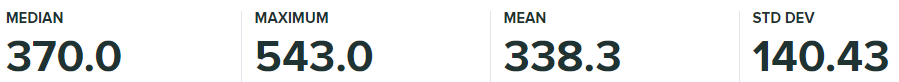 MEDIAN MAXIMUM MEAN STD DEV
370.0 543.0 338.3 140.43